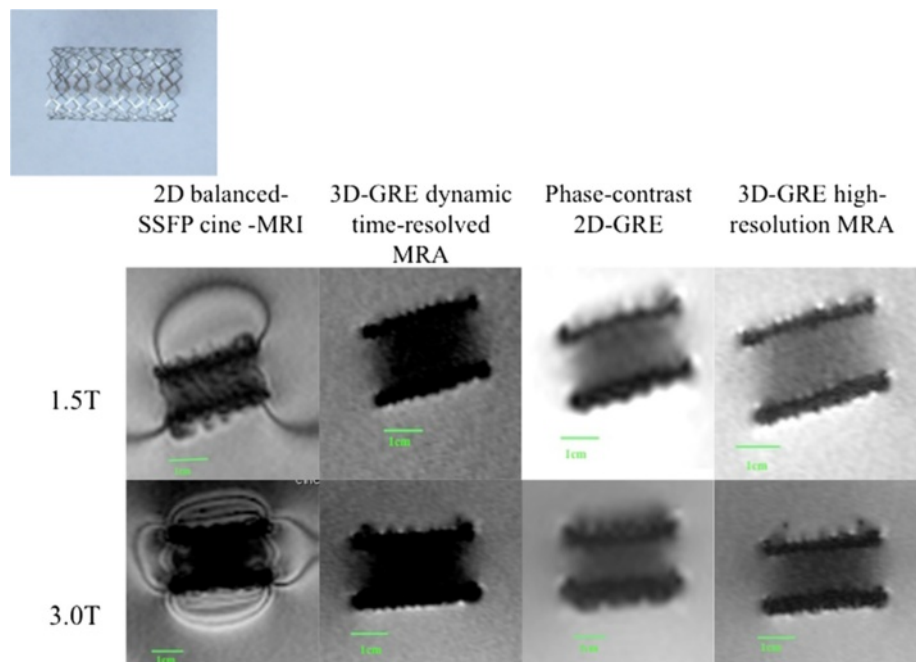 2D balanced-
SSFP cine -MRI
3D-GRE dynamic
time-resolved
MRA
Phase-contrast
2D-GRE
3D-GRE high-
resolution MRA
1.5T
1cm
1cm
1cm
3.0T
1cm
1cm
1cm